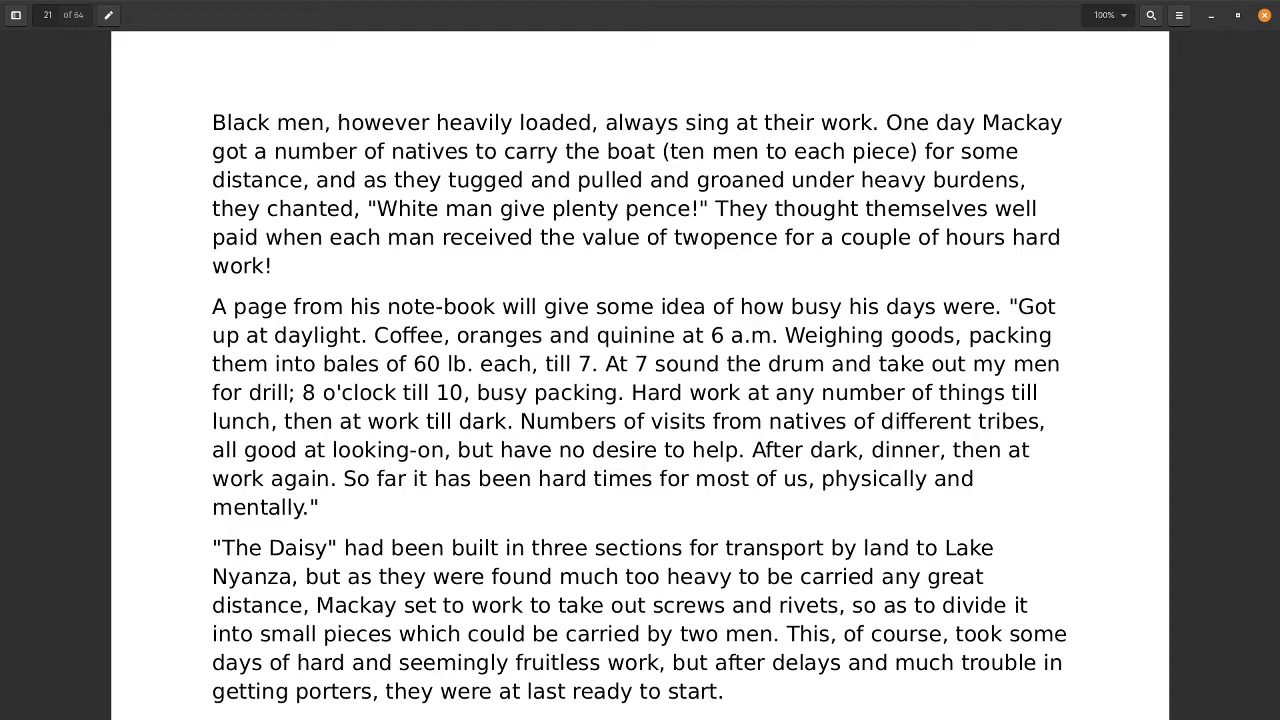 21 of 64
100%
Black men, however heavily loaded, always sing at their work. One day Mackay
got a number of natives to carry the boat (ten men to each piece) for some
distance, and as they tugged and pulled and groaned under heavy burdens,
they chanted, "White man give plenty pence!" They thought themselves well
paid when each man received the value of twopence for a couple of hours hard
work!
A page from his note-book will give some idea of how busy his days were. "Got
up at daylight. Coffee, oranges and quinine at 6 a.m. Weighing goods, packing
them into bales of 60 lb. each, till 7. At 7 sound the drum and take out my men
for drill; 8 o'clock till 10, busy packing. Hard work at any number of things till
lunch, then at work till dark. Numbers of visits from natives of different tribes,
all good at looking-on, but have no desire to help. After dark, dinner, then at
work again. So far it has been hard times for most of us, physically and
mentally."
"The Daisy" had been built in three sections for transport by land to Lake
Nyanza, but as they were found much too heavy to be carried any great
distance, Mackay set to work to take out screws and rivets, so as to divide it
into small pieces which could be carried by two men. This, of course, took some
days of hard and seemingly fruitless work, but after delays and much trouble in
getting porters, they were at last ready to start.